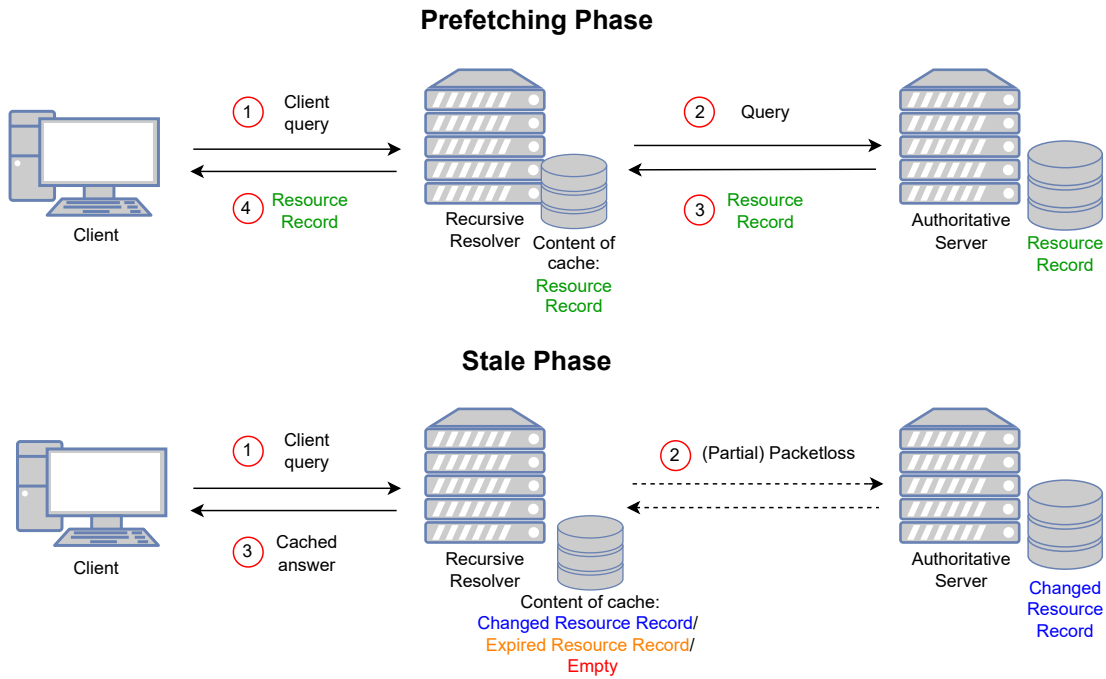 Prefetching Phase
1
Client
query
2
Query
4
Resource
Record
3
Resource
Record
Client
Recursive
Resolver
Content of
cache:
Resource
Record
Authoritative
Server
Resource
Record
Stale Phase
1
Client
query
2
(Partial) Packetloss
3
Cached
answer
Client
Recursive
Resolver
Content of cache:
Changed Resource Record/
Expired Resource Record/
Empty
Authoritative
Server
Changed
Resource
Record